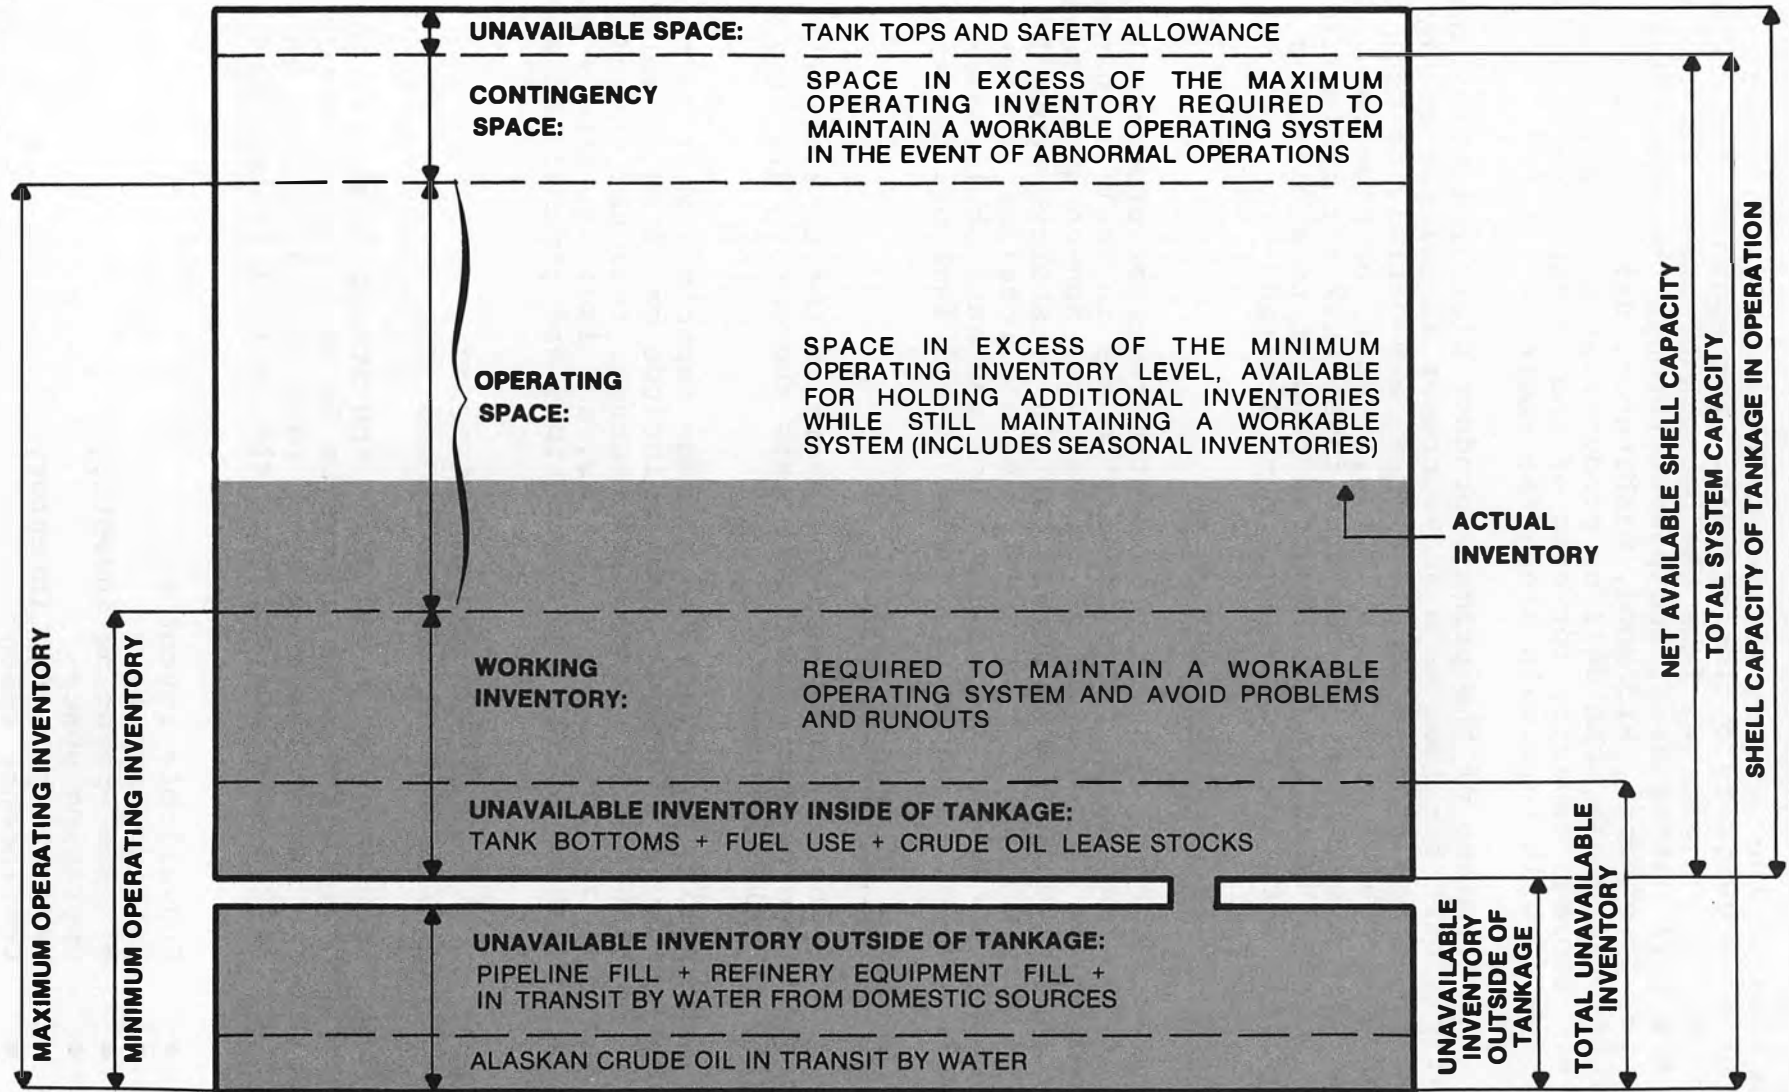 UNAVAILABLE SPACE: TANK TOPS AND SAFETY ALLOWANCE
CONTINGENCY
SPACE:
SPACE IN EXCESS OF THE MAXIMUM
OPERATING INVENTORY REQUIRED TO
MAINTAIN A WORKABLE OPERATING SYSTEM
IN THE EVENT OF ABNORMAL OPERATIONS
OPERATING
SPACE:
SPACE IN EXCESS OF THE MINIMUM
OPERATING INVENTORY LEVEL, AVAILABLE
FOR HOLDING ADDITIONAL INVENTORIES
WHILE STILL MAINTAINING A WORKABLE
SYSTEM (INCLUDES SEASONAL INVENTORIES)
ACTUAL
INVENTORY
WORKING
INVENTORY:
REQUIRED TO MAINTAIN A WORKABLE
OPERATING SYSTEM AND AVOID PROBLEMS
AND RUNOUTS
UNAVAILABLE INVENTORY INSIDE OF TANKAGE:
TANK BOTTOMS + FUEL USE + CRUDE OIL LEASE STOCKS
UNAVAILABLE INVENTORY OUTSIDE OF TANKAGE:
PIPELINE FILL + REFINERY EQUIPMENT FILL +
IN TRANSIT BY WATER FROM DOMESTIC SOURCES
ALASKAN CRUDE OIL IN TRANSIT BY WATER
MAXIMUM OPERATING INVENTORY
MINIMUM OPERATING INVENTORY
UNAVAILABLE
INVENTORY
OUTSIDE OF
TANKAGE
TOTAL UNAVAILABLE
INVENTORY
NET AVAILABLE SHELL CAPACITY
TOTAL SYSTEM CAPACITY
SHELL CAPACITY OF TANKAGE IN OPERATION